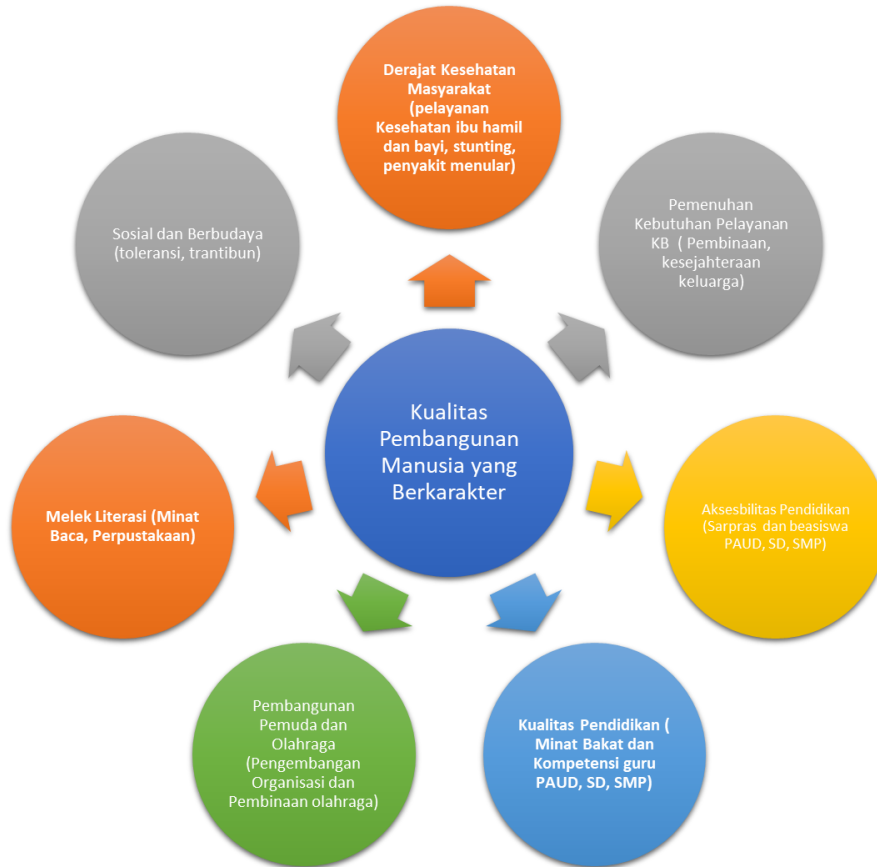 Derajat Kesehatan
Masyarakat
(pelayanan
Kesehatan ibu hamil
dan bayi, stunting,
penyakit menular)
Pemenuhan
Kebutuhan Pelayanan
KB ( Pembinaan,
kesejahteraan
keluarga)
Aksesbilitas Pendidikan
(Sarpras dan beasiswa
PAUD, SD, SMP)
Kualitas Pendidikan (
Minat Bakat dan
Kompetensi guru
PAUD, SD, SMP)
Pembangunan
Pemuda dan
Olahraga
(Pengembangan
Organisasi dan
Pembinaan olahraga)
Melek Literasi (Minat
Baca, Perpustakaan)
Sosial dan Berbudaya
(toleransi, trantibun)
Kualitas
Pembangunan
Manusia yang
Berkarakter